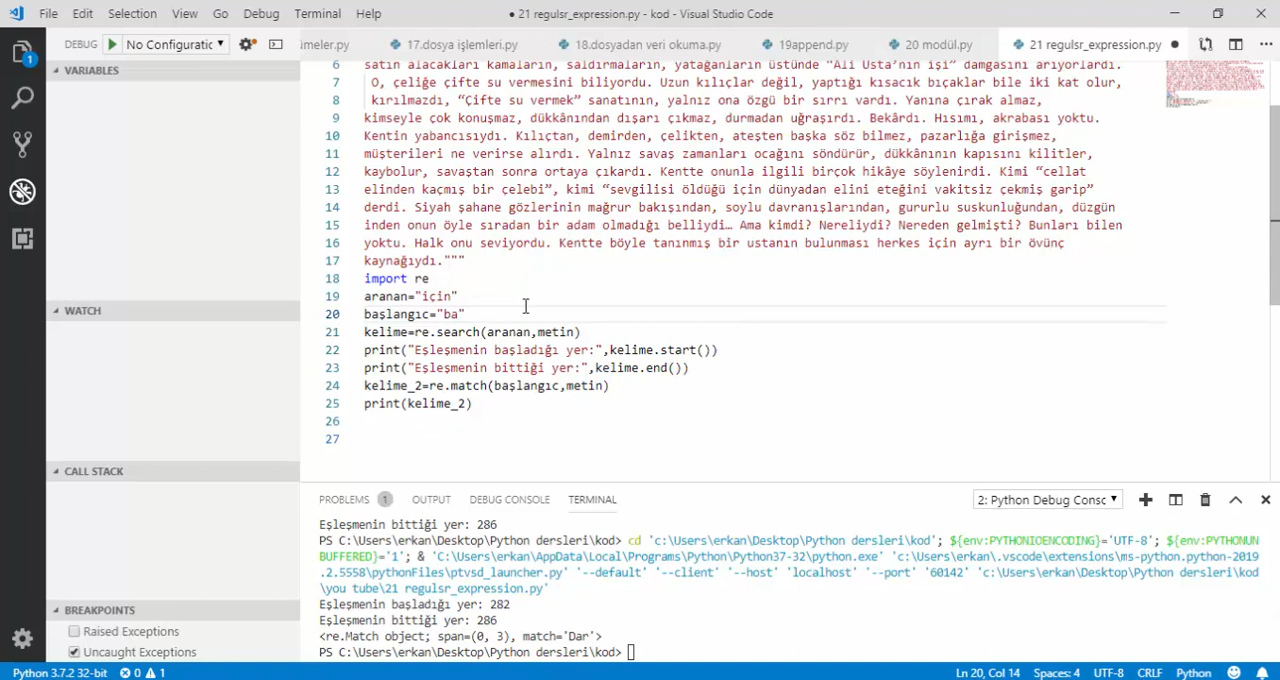 File Edit Selection View Go Debug Terminal Help
● 21 regulsr_expression.py - kod - Visual Studio Code
DEBUG No Configuratic
imeler.py 17.dosya işlemleri.py 18.dosyadan veri okuma.py 19append.py 20 modül.py 21 regulsr_expression.py
VARIABLES
6 satın alacakları kamaların, saldırmaların, yatağanların üstünde “Ali Usta’nın işi” damgasını arıyorlardı.
7 O, çeliğe çifte su vermesini biliyordu. Uzun kılıçlar değil, yaptığı kısacık bıçaklar bile iki kat olur,
8 kırılmazdı, “Çifte su vermek” sanatının, yalnız ona özgü bir sırrı vardı. Yanına çırak almaz,
9 kimseyle çok konuşmaz, dükkânından dışarı çıkmaz, durmadan uğraşırdı. Bekârdı. Hısımı, akrabası yoktu.
10 Kentin yabancısıydı. Kılıçtan, demirden, çelikten, ateşten başka söz bilmez, pazarlığa girişmez,
11 müşterileri ne verirse alırdı. Yalnız savaş zamanları ocağını söndürür, dükkânının kapısını kilitler,
12 kaybolur, savaştan sonra ortaya çıkardı. Kentte onunla ilgili birçok hikâye söylenirdi. Kimi “cellat
13 elinden kaçmış bir çelebi”, kimi “sevgilisi öldüğü için dünyadan elini eteğini vakitsiz çekmiş garip”
14 derdi. Siyah şahane gözlerinin mağrur bakışından, soylu davranışlarından, gururlu suskunluğundan, düzgün
15 inden onun öyle sıradan bir adam olmadığı belliydi… Ama kimdi? Nereliydi? Nereden gelmişti? Bunları bilen
16 yoktu. Halk onu seviyordu. Kentte böyle tanınmış bir ustanın bulunması herkes için ayrı bir övünç
17 kaynağıydı."""
18 import re
19 aranan="için"
20 başlangıc="ba"
21 kelime=re.search(aranan,metin)
22 print("Eşleşmenin başladığı yer:",kelime.start())
23 print("Eşleşmenin bittiği yer:",kelime.end())
24 kelime_2=re.match(başlangıc,metin)
25 print(kelime_2)
26
27
WATCH
CALL STACK
BREAKPOINTS
Raised Exceptions
Uncaught Exceptions
PROBLEMS 1 OUTPUT DEBUG CONSOLE TERMINAL 2: Python Debug Consc
Eşleşmenin bittiği yer: 286
PS C:\Users\erkan\Desktop\Python dersleri\kod> cd 'c:\Users\erkan\Desktop\Python dersleri\kod'; ${env:PYTHONIOENCODING}='UTF-8'; ${env:PYTHONUN
BUFFERED}='1'; & 'C:\Users\erkan\AppData\Local\Programs\Python\Python37-32\python.exe' 'c:\Users\erkan\.vscode\extensions\ms-python.python-2019
.2.5558\pythonFiles\ptvsd_launcher.py' '--default' '--client' '--host' 'localhost' '--port' '60142' 'c:\Users\erkan\Desktop\Python dersleri\kod
\you tube\21 regulsr_expression.py'
Eşleşmenin başladığı yer: 282
Eşleşmenin bittiği yer: 286
<re.Match object; span=(0, 3), match='Dar'>
PS C:\Users\erkan\Desktop\Python dersleri\kod>
Python 3.7.2 32-bit 0 1 Ln 20, Col 14 Spaces: 4 UTF-8 CRLF Python